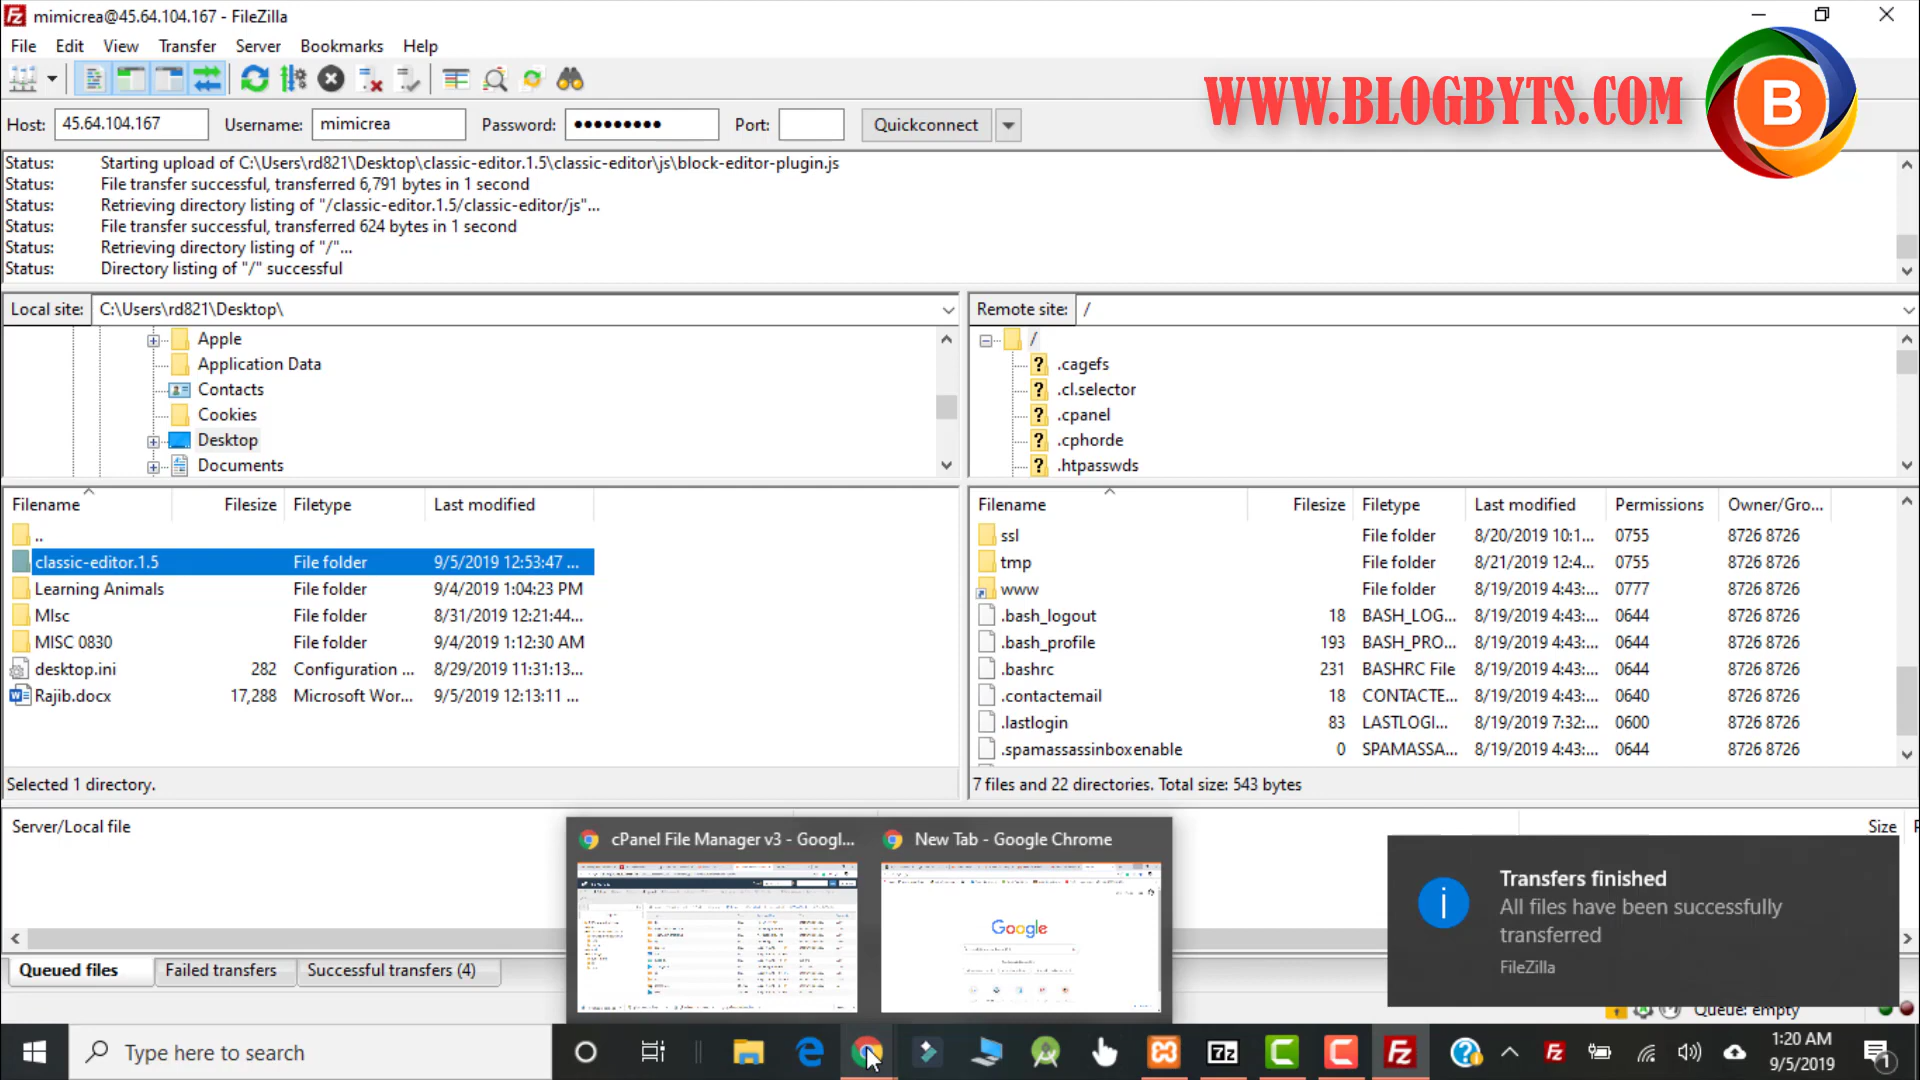 mimicrea@45.64.104.167 - FileZilla
File Edit View Transfer Server Bookmarks Help
WWW.BLOGBYTS.COM
B
Host: 45.64.104.167 Username: mimicrea Password: ●●●●●●●●● Port: Quickconnect
Status: Starting upload of C:\Users\rd821\Desktop\classic-editor.1.5\classic-editor\js\block-editor-plugin.js
Status: File transfer successful, transferred 6,791 bytes in 1 second
Status: Retrieving directory listing of "/classic-editor.1.5/classic-editor/js"...
Status: File transfer successful, transferred 624 bytes in 1 second
Status: Retrieving directory listing of "/"...
Status: Directory listing of "/" successful
Local site: C:\Users\rd821\Desktop\
Apple
Application Data
Contacts
Cookies
Desktop
Documents
Remote site: /
/
.cagefs
.cl.selector
.cpanel
.cphorde
.htpasswds
Filename Filesize Filetype Last modified
..
classic-editor.1.5 File folder 9/5/2019 12:53:47 ...
Learning Animals File folder 9/4/2019 1:04:23 PM
MIsc File folder 8/31/2019 12:21:44...
MISC 0830 File folder 9/4/2019 1:12:30 AM
desktop.ini 282 Configuration ... 8/29/2019 11:31:13...
Rajib.docx 17,288 Microsoft Wor... 9/5/2019 12:13:11 ...
Selected 1 directory.
Filename Filesize Filetype Last modified Permissions Owner/Gro...
ssl File folder 8/20/2019 10:1... 0755 8726 8726
tmp File folder 8/21/2019 12:4... 0755 8726 8726
www File folder 8/19/2019 4:43:... 0777 8726 8726
.bash_logout 18 BASH_LOG... 8/19/2019 4:43:... 0644 8726 8726
.bash_profile 193 BASH_PRO... 8/19/2019 4:43:... 0644 8726 8726
.bashrc 231 BASHRC File 8/19/2019 4:43:... 0644 8726 8726
.contactemail 18 CONTACTE... 8/19/2019 4:43:... 0640 8726 8726
.lastlogin 83 LASTLOGI... 8/19/2019 7:32:... 0600 8726 8726
.spamassassinboxenable 0 SPAMASSA... 8/19/2019 4:43:... 0644 8726 8726
7 files and 22 directories. Total size: 543 bytes
Server/Local file Size
cPanel File Manager v3 - Googl...
New Tab - Google Chrome
Google
Transfers finished
All files have been successfully
transferred
FileZilla
Queued files Failed transfers Successful transfers (4)
Queue: empty
Type here to search
1:20 AM
9/5/2019
1